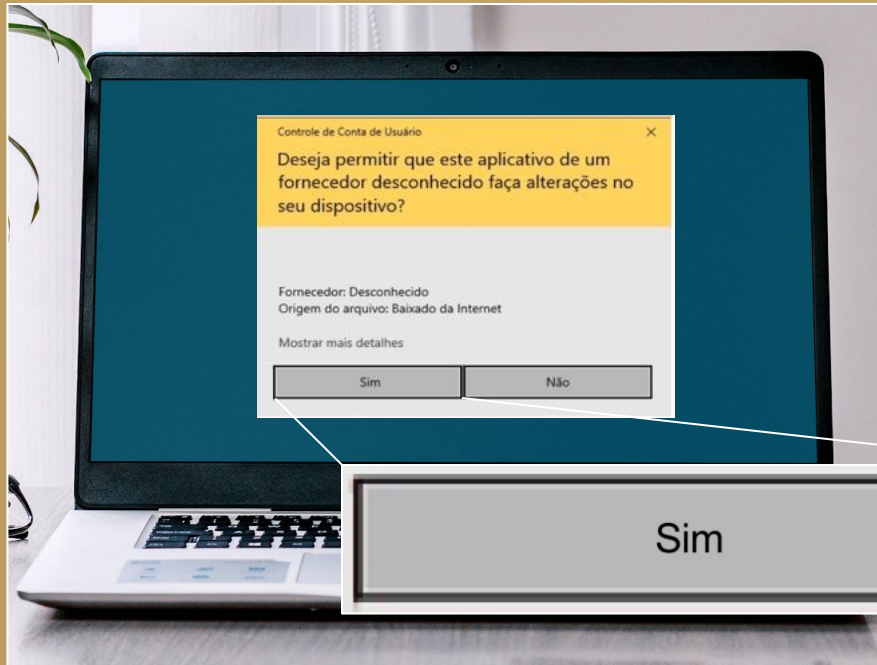 Controle de Conta de Usuário
Deseja permitir que este aplicativo de um
fornecedor desconhecido faça alterações no
seu dispositivo?
Fornecedor: Desconhecido
Origem do arquivo: Baixado da Internet
Mostrar mais detalhes
Sim
Não
Sim